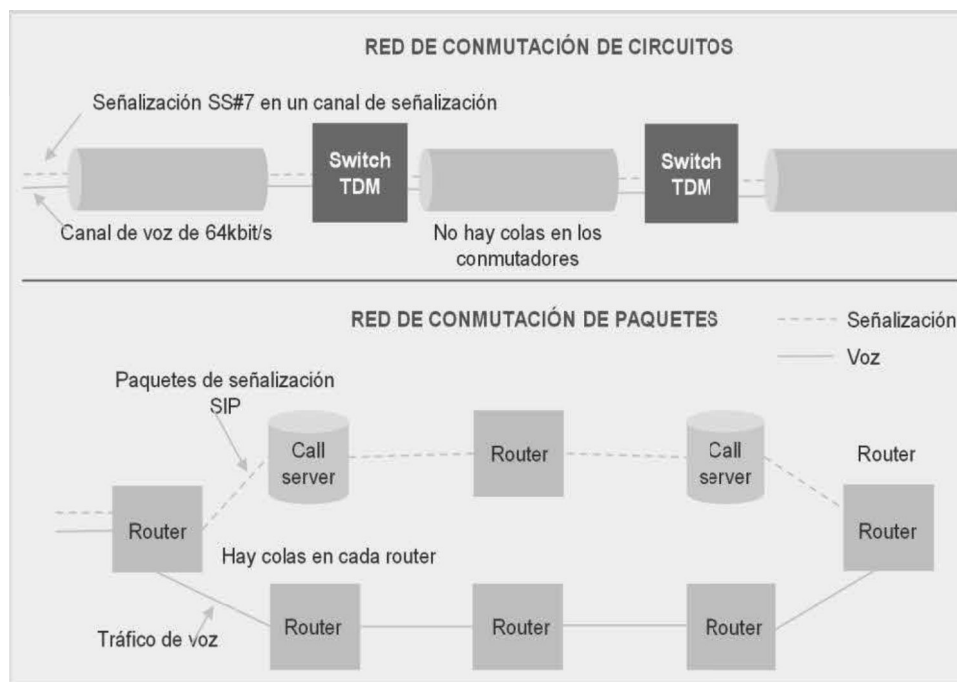 RED DE CONMUTACIÓN DE CIRCUITOS
Señalización SS#7 en un canal de señalización
Switch
TDM
Switch
TDM
Canal de voz de 64kbit/s
No hay colas en los
conmutadores
RED DE CONMUTACIÓN DE PAQUETES
Señalización
Voz
Paquetes de señalización
SIP
Call
server
Router
Call
server
Router
Router
Router
Hay colas en cada router
Router
Router
Router
Tráfico de voz